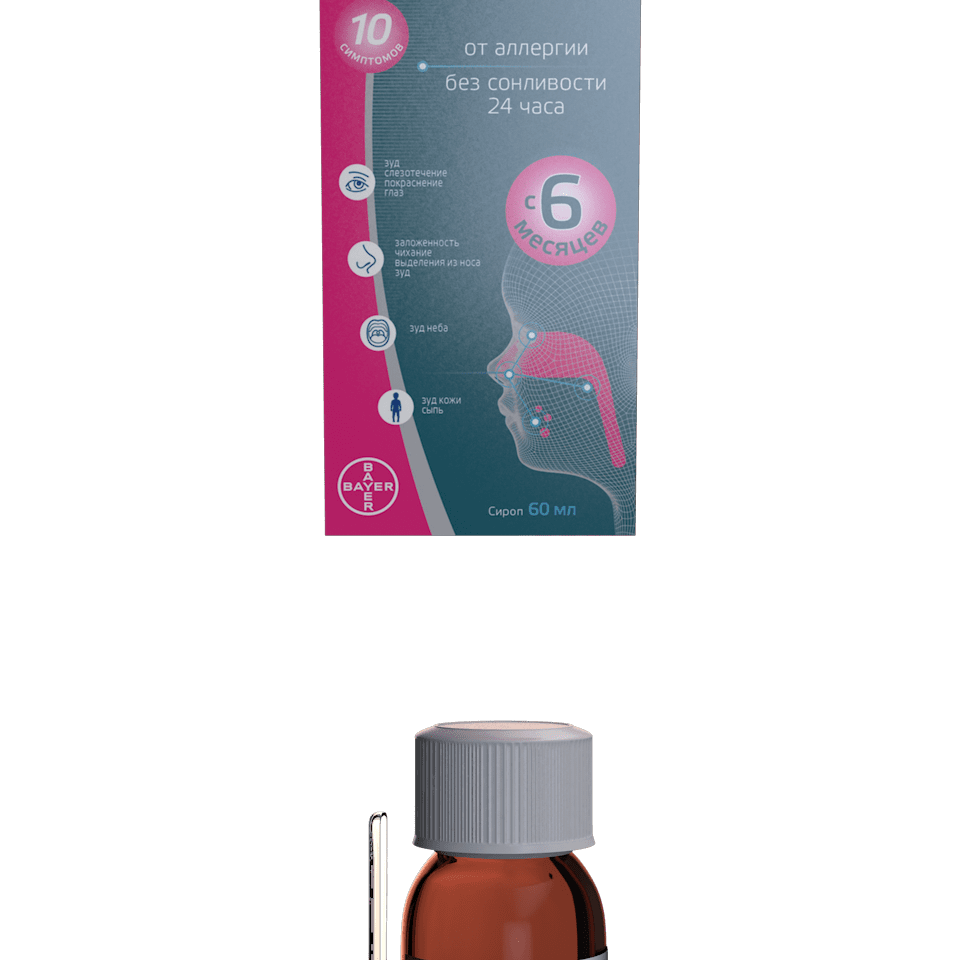 10
СИМПТОМОВ
от аллергии
без сонливости
24 часа
зуд
слезотечение
покраснение
глаз
с 6
месяцев
заложенность
чихание
выделения из носа
зуд
зуд неба
зуд кожи
сыпь
BAYER
BAYER
Сироп 60 мл